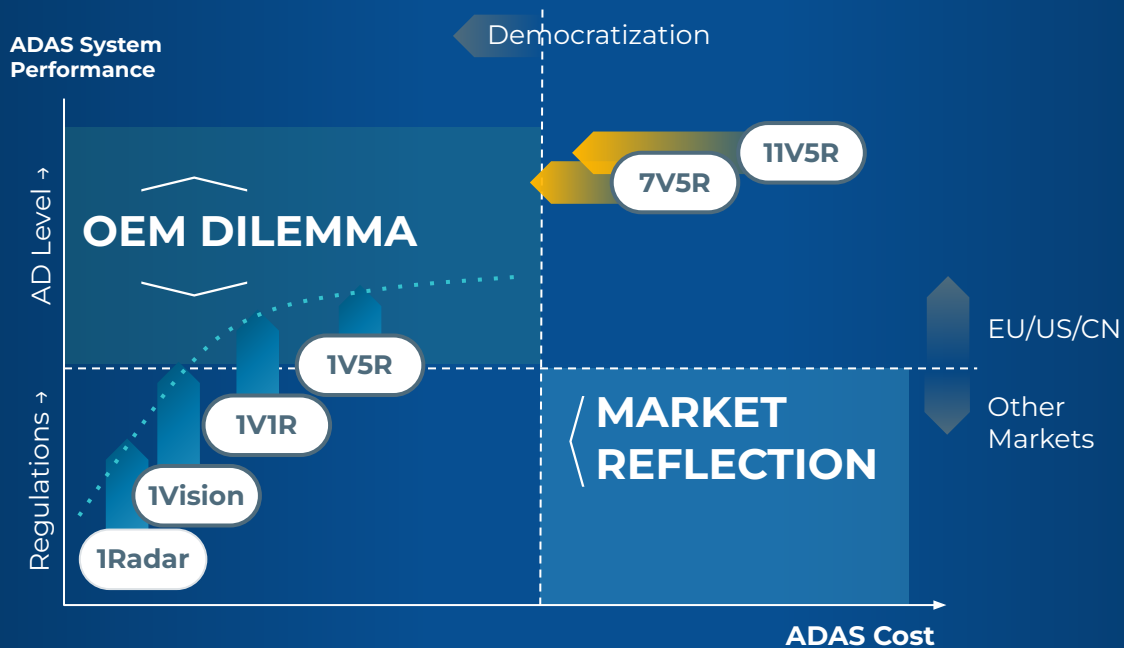 Democratization
ADAS System
Performance
11V5R
7V5R
AD Level →
OEM DILEMMA
EU/US/CN
1V5R
Regulations →
1V1R
MARKET
REFLECTION
Other
Markets
1Vision
1Radar
ADAS Cost